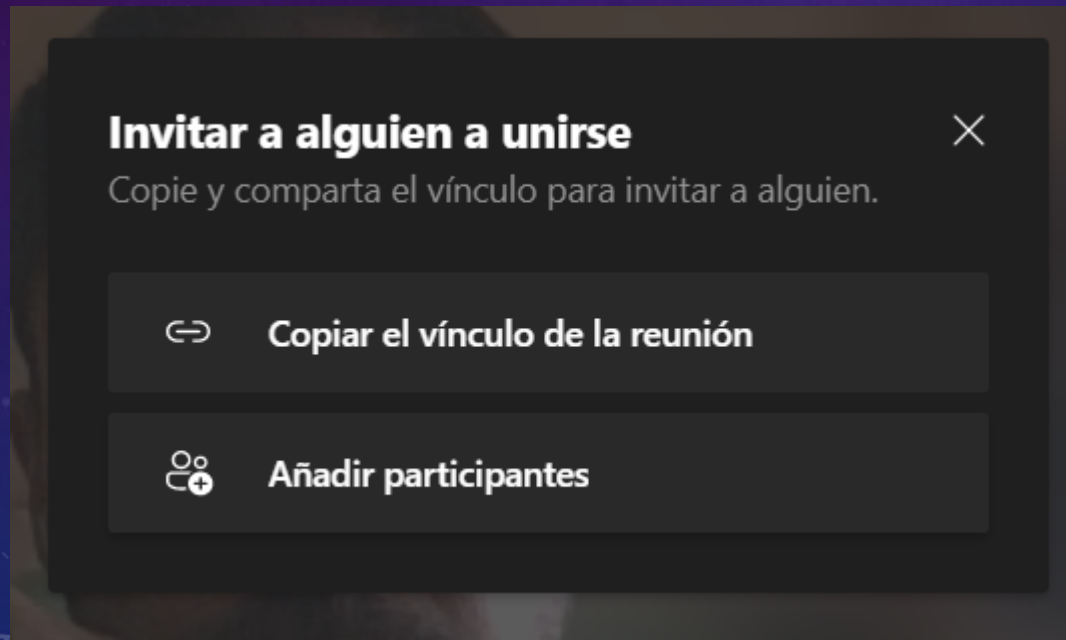 Invitar a alguien a unirse
Copie y comparta el vínculo para invitar a alguien.
Copiar el vínculo de la reunión
Añadir participantes